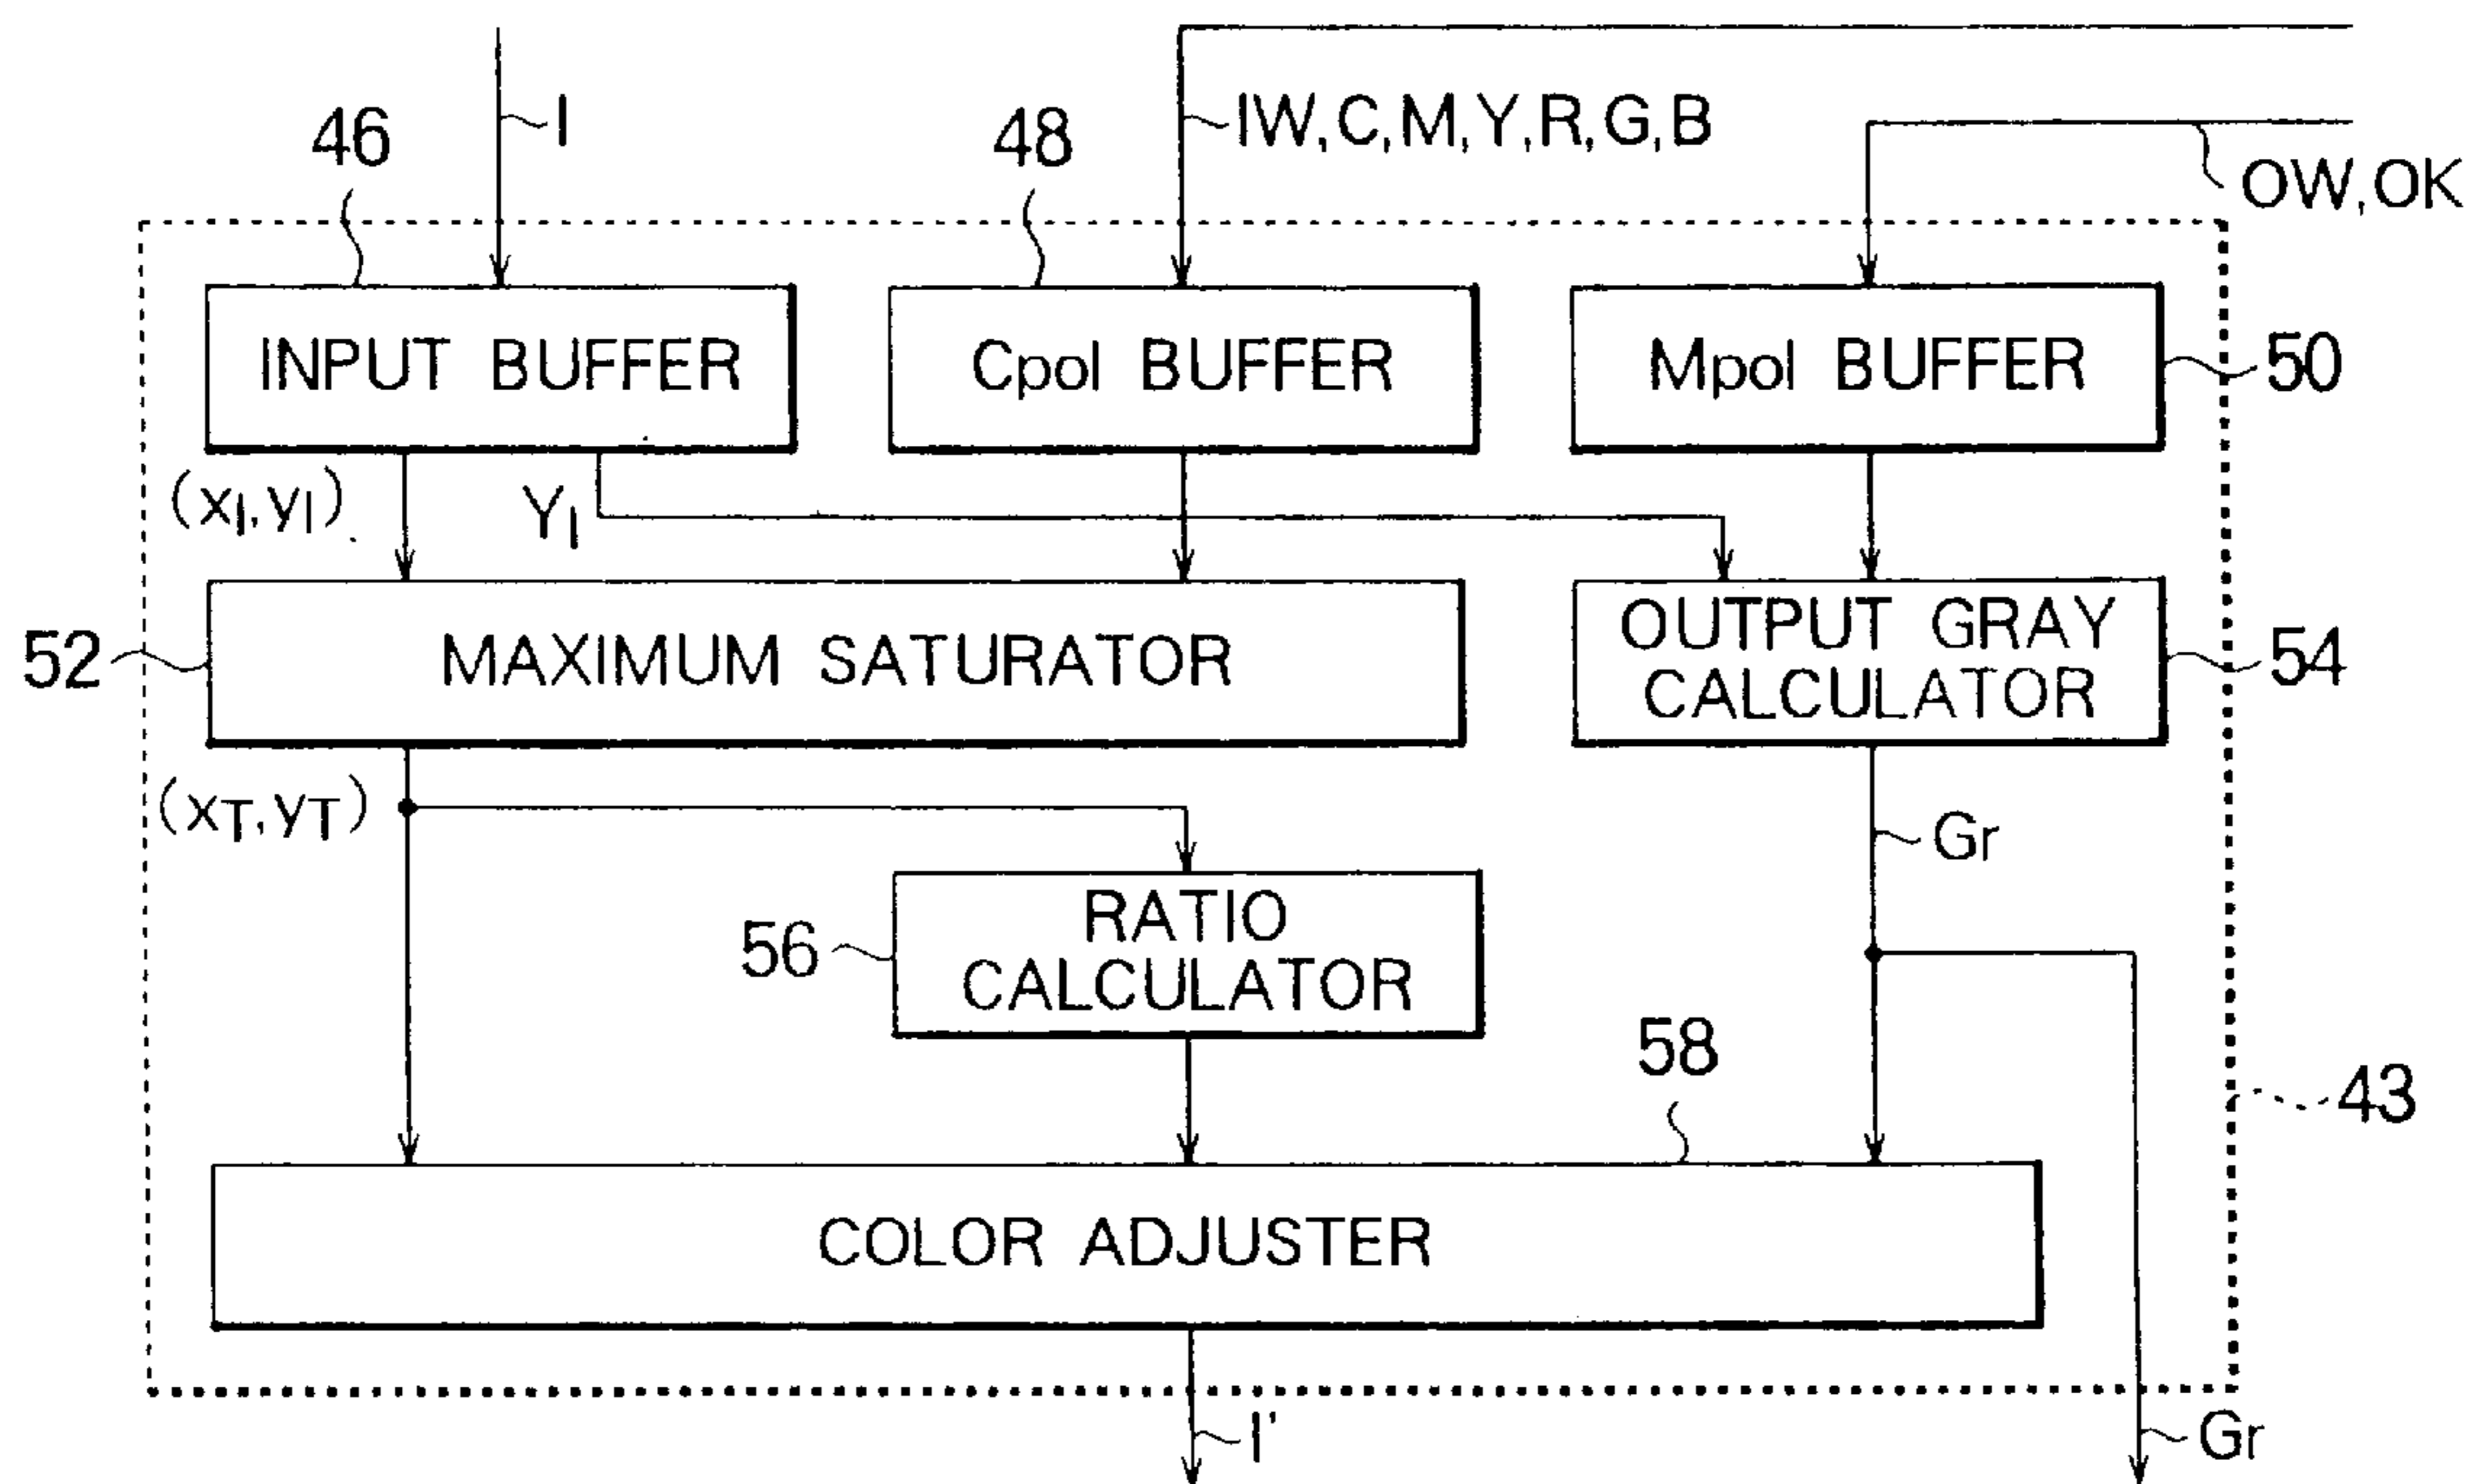 I
IW,C,M,Y,R,G,B
46
48
OW,OK
INPUT BUFFER
Cpol BUFFER
Mpol BUFFER
50
(xI,yI)
YI
52
MAXIMUM SATURATOR
OUTPUT GRAY
CALCULATOR
54
(xT,yT)
Gr
56
RATIO
CALCULATOR
58
43
COLOR ADJUSTER
I'
Gr